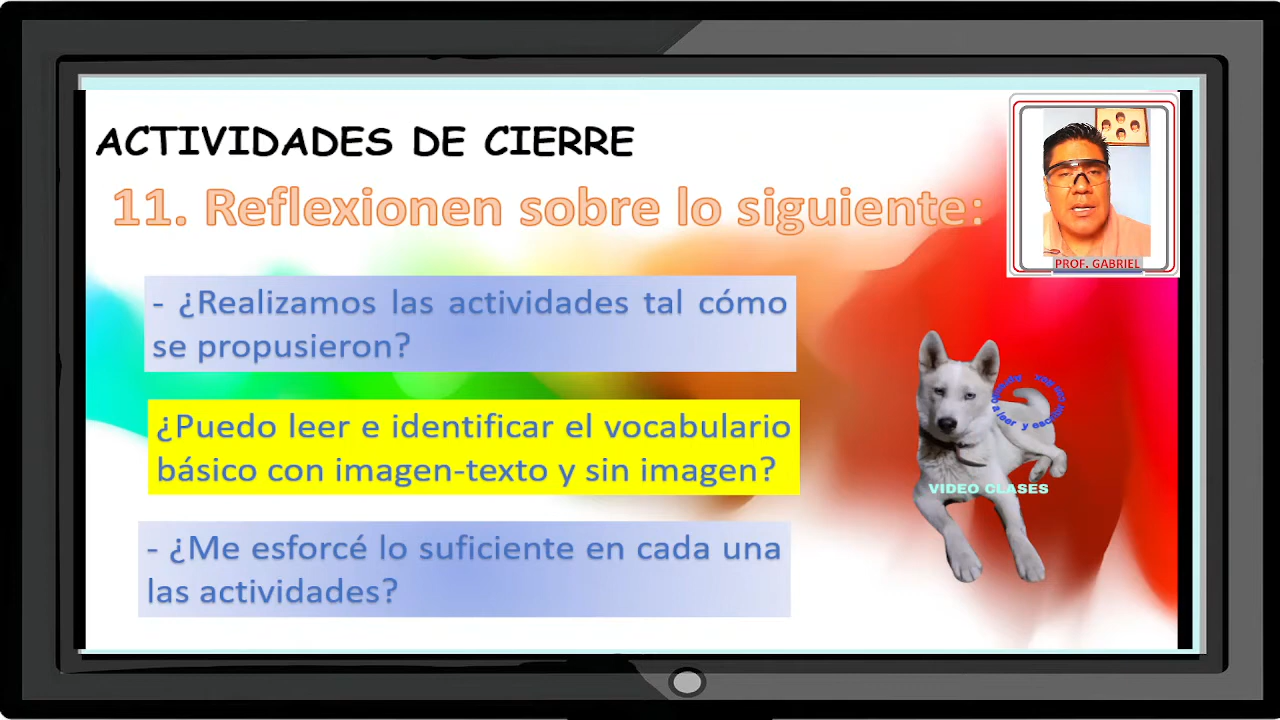 ACTIVIDADES DE CIERRE
11. Reflexionen sobre lo siguiente:
PROF. GABRIEL
- ¿Realizamos las actividades tal cómo
se propusieron?
¿Puedo leer e identificar el vocabulario
básico con imagen-texto y sin imagen?
- ¿Me esforcé lo suficiente en cada una
las actividades?
a leer y
VIDEO CLASES